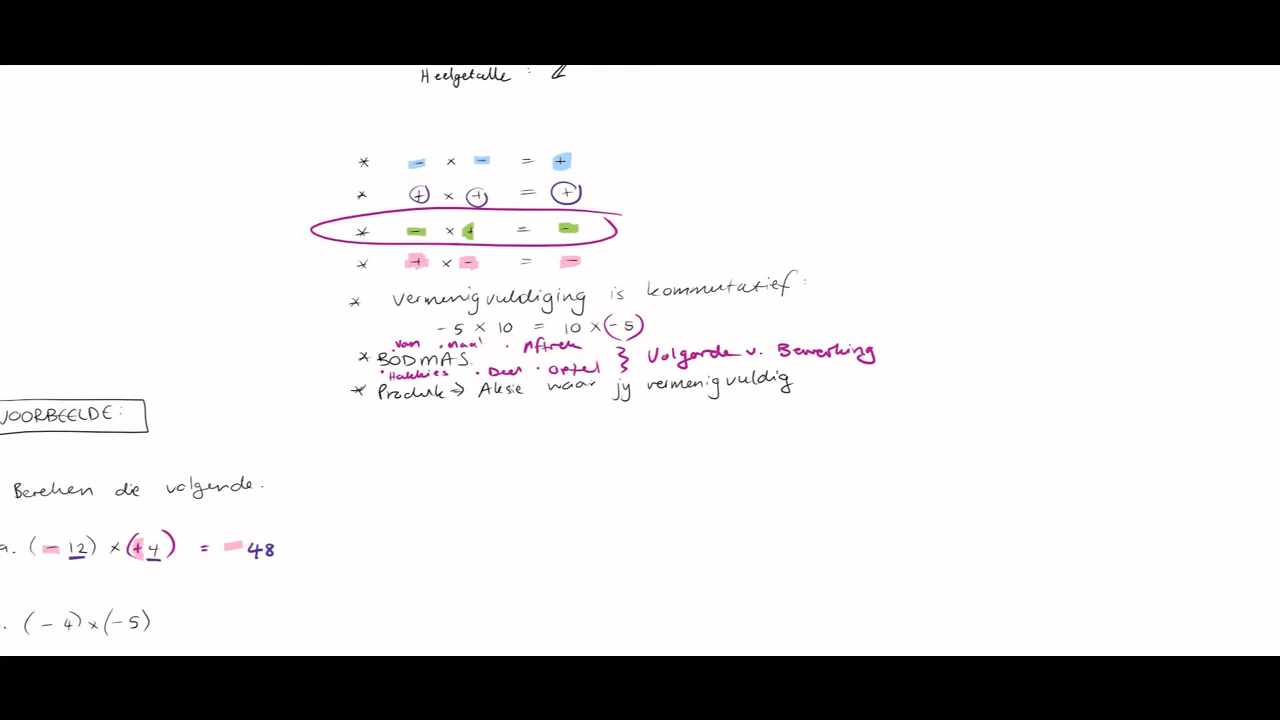 Heelgetalle : ℤ
* - × - = +
* + × + = +
* - × + = -
* + × - = -
* vermenigvuldiging is kommutatief:
-5 × 10 = 10 × (-5)
• van • maal • Aftrek
* BODMAS. } Volgorde v. Bewerking
• Hakkies • Deel • optel
* Produk → Aksie waar jy vermenigvuldig
VOORBEELDE:
Bereken die volgende.
a. (-12) × (+4) = -48
. (-4) × (-5)